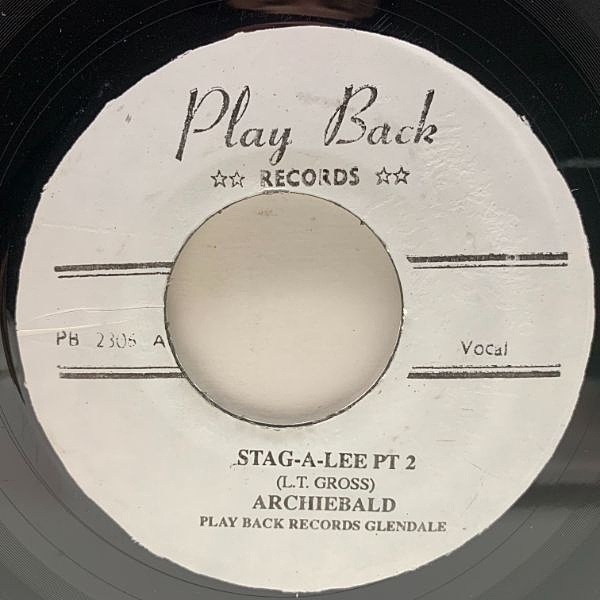 Play Back
☆☆ RECORDS ☆☆
PB 2306 A
Vocal
STAG-A-LEE PT 2
(L.T. GROSS)
ARCHIEBALD
PLAY BACK RECORDS GLENDALE